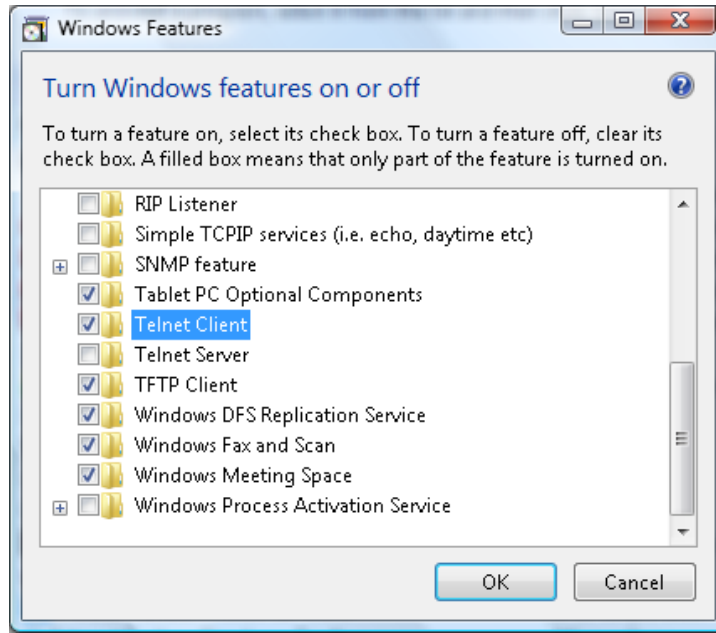 Windows Features
Turn Windows features on or off
To turn a feature on, select its check box. To turn a feature off, clear its
check box. A filled box means that only part of the feature is turned on.
RIP Listener
Simple TCPIP services (i.e. echo, daytime etc)
SNMP feature
Tablet PC Optional Components
Telnet Client
Telnet Server
TFTP Client
Windows DFS Replication Service
Windows Fax and Scan
Windows Meeting Space
Windows Process Activation Service
OK Cancel